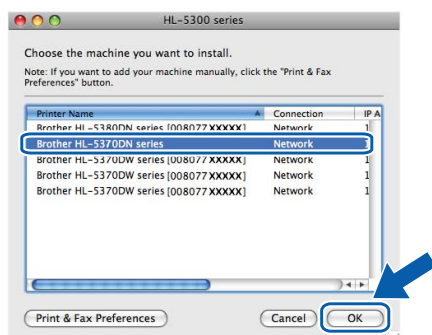 HL-5300 series
Choose the machine you want to install.
Note: If you want to add your machine manually, click the "Print & Fax
Preferences" button.
Printer Name Connection IP A
Brother HL-5380DN series [008077XXXXX] Network 1
Brother HL-5370DN series Network 1
Brother HL-5370DW series [008077XXXXX] Network 1
Brother HL-5370DW series [008077XXXXX] Network 1
Brother HL-5370DW series [008077XXXXX] Network 1
Print & Fax Preferences Cancel OK